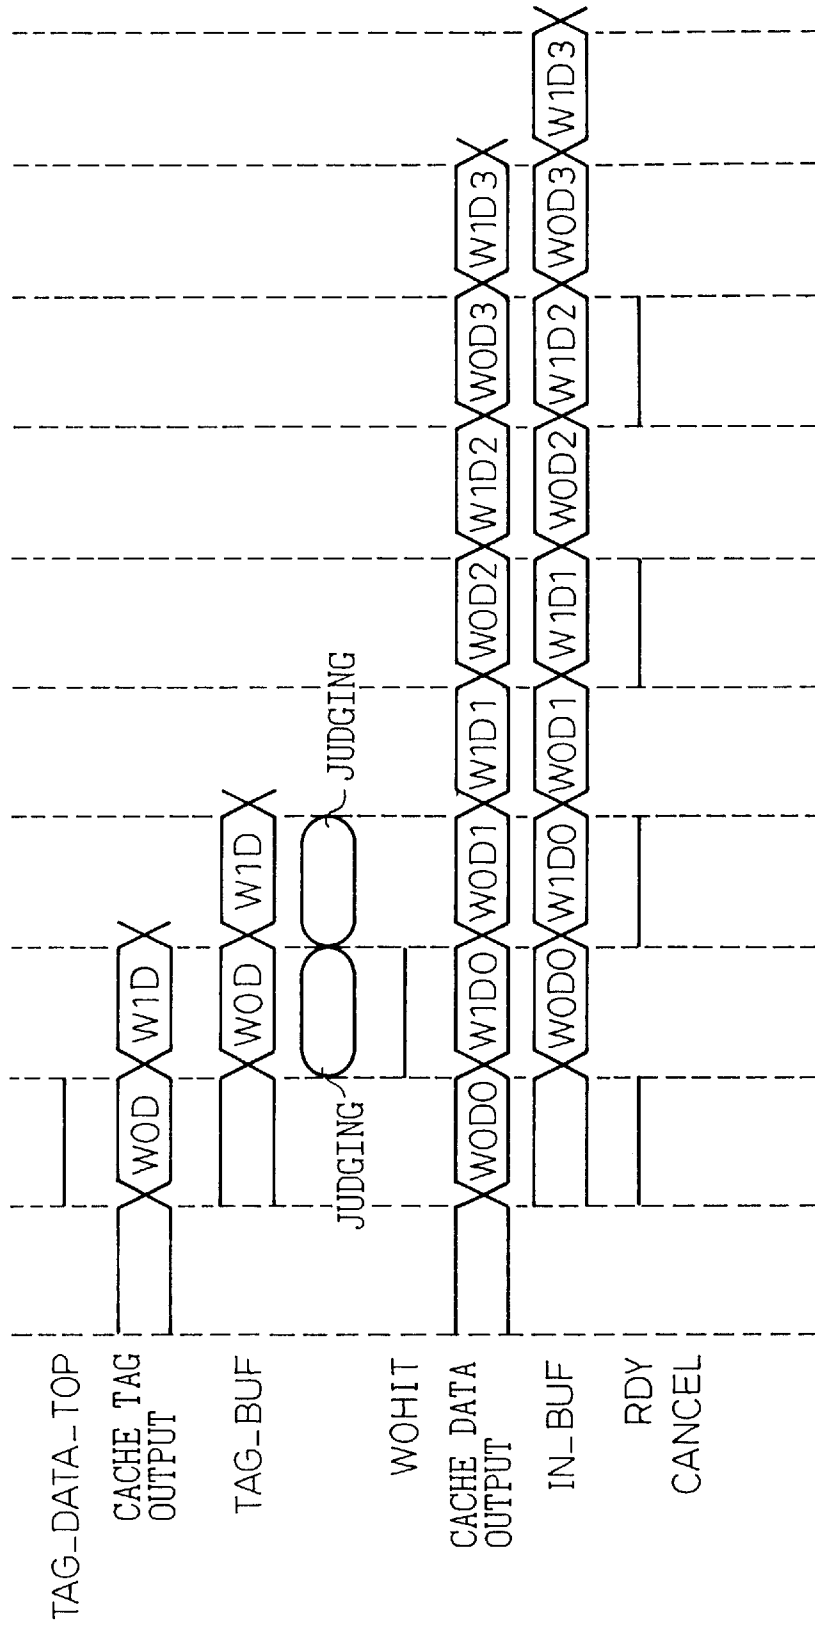 TAG_DATA_TOP
CACHE TAG
OUTPUT
W0D
W1D
TAG_BUF
W0D
W1D
JUDGING
JUDGING
W0HIT
CACHE DATA
OUTPUT
W0D0
W1D0
W0D1
W1D1
W0D2
W1D2
W0D3
W1D3
IN_BUF
W0D0
W1D0
W0D1
W1D1
W0D2
W1D2
W0D3
W1D3
RDY
CANCEL